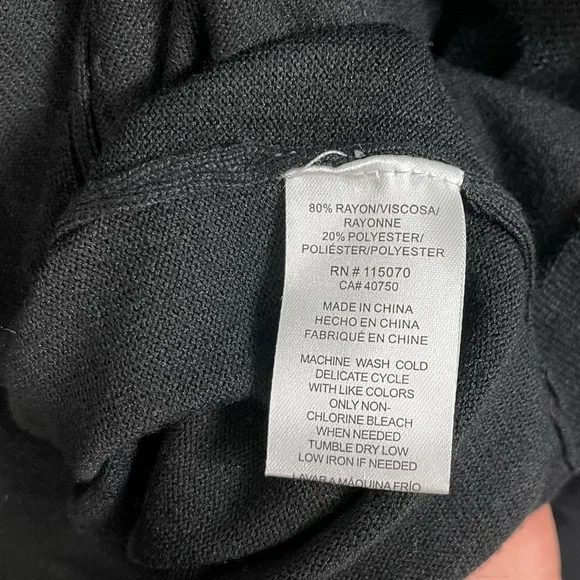 80% RAYON/VISCOSA/
RAYONNE
20% POLYESTER/
POLIÉSTER/POLYESTER
RN # 115070
CA# 40750
MADE IN CHINA
HECHO EN CHINA
FABRIQUÉ EN CHINE
MACHINE WASH COLD
DELICATE CYCLE
WITH LIKE COLORS
ONLY NON-
CHLORINE BLEACH
WHEN NEEDED
TUMBLE DRY LOW
LOW IRON IF NEEDED
LAVAR A MÁQUINA FRÍO